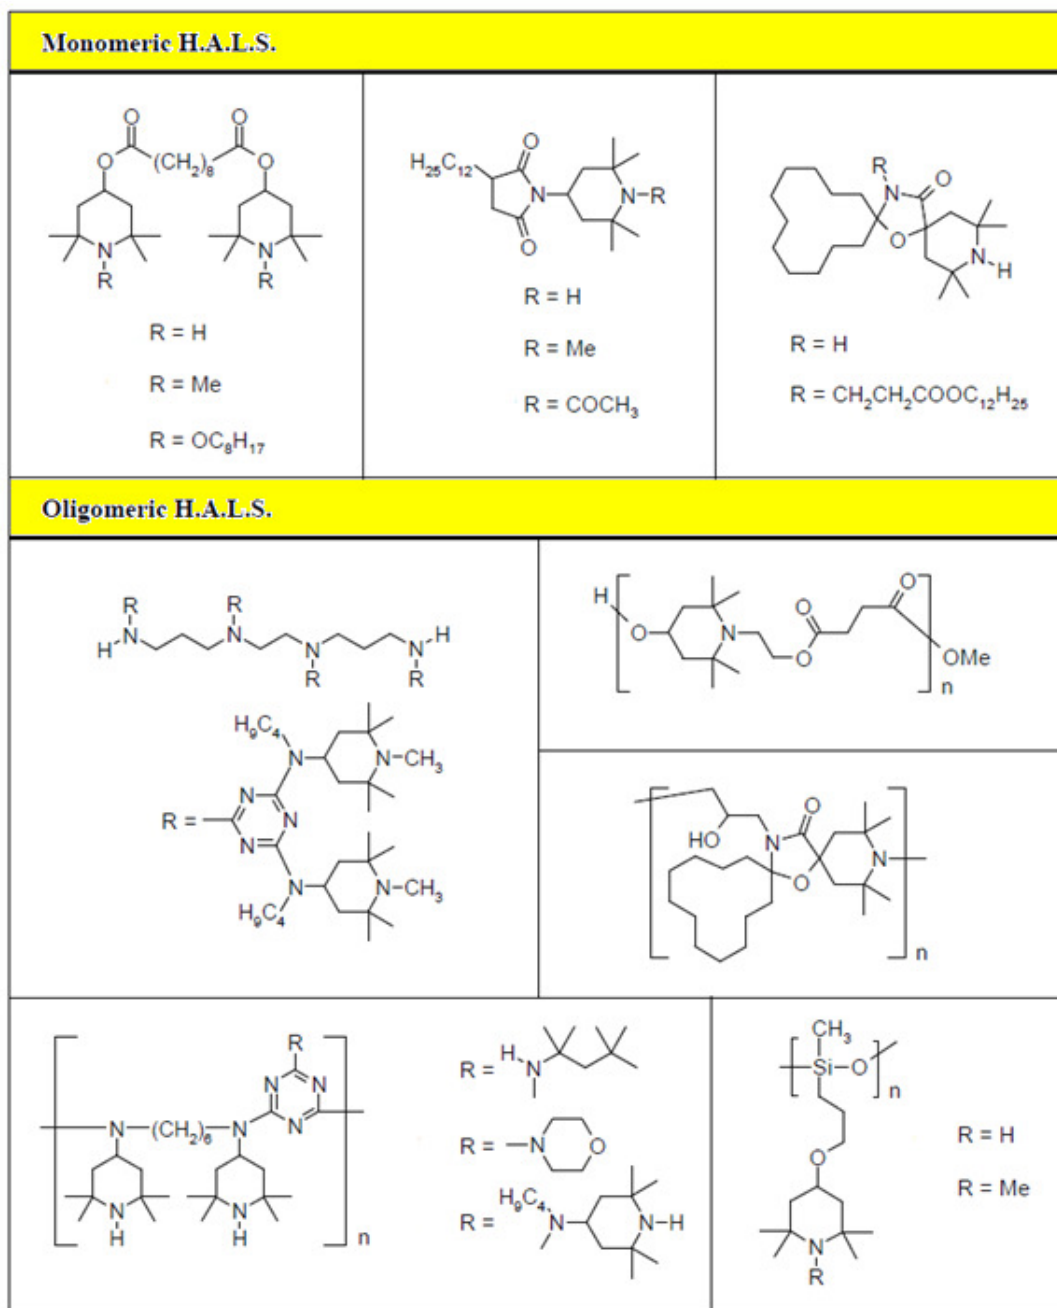 Monomeric H.A.L.S.
O O
O (CH₂)₈ O
N N
R R
R = H
R = Me
R = OC₈H₁₇
O
H₂₅C₁₂
N N
R
O
R = H
R = Me
R = COCH₃
R O
N
O
N H
R = H
R = CH₂CH₂COOC₁₂H₂₅
Oligomeric H.A.L.S.
R R
H N N N N H
R R
H₉C₄
N N CH₃
R = N N
N
N N CH₃
H₉C₄
H O
O N O O
OMe
n
HO N O
O N
n
R
N N
N (CH₂)₆ N N
N N
H H
n
R = H N
R = N O
R = H₉C₄ N N H
CH₃
Si O
n
O
N
R
R = H
R = Me